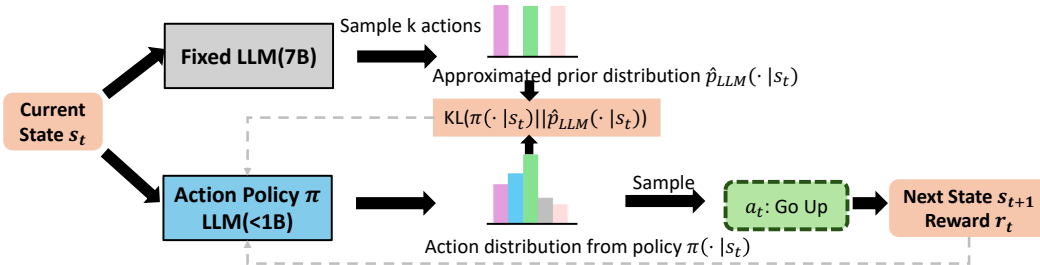 Fixed LLM(7B)
Sample k actions
Approximated prior distribution p̂_LLM(· |s_t)
Current
State s_t
KL(π(· |s_t)||p̂_LLM(· |s_t))
Action Policy π
LLM(<1B)
Sample
a_t: Go Up
Next State s_{t+1}
Reward r_t
Action distribution from policy π(· |s_t)